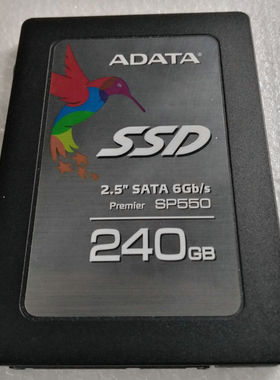 ADATA
SSD
2.5" SATA 6Gb/s
Premier SP550
240GB